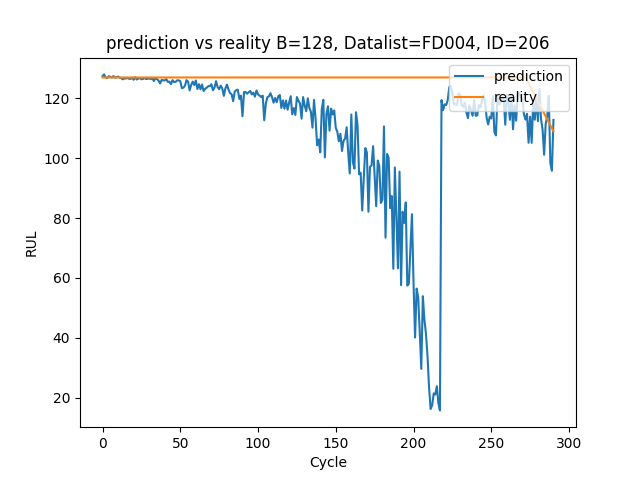 prediction vs reality B=128, Datalist=FD004, ID=206
prediction
reality
120
100
80
60
40
20
RUL
0 50 100 150 200 250 300
Cycle